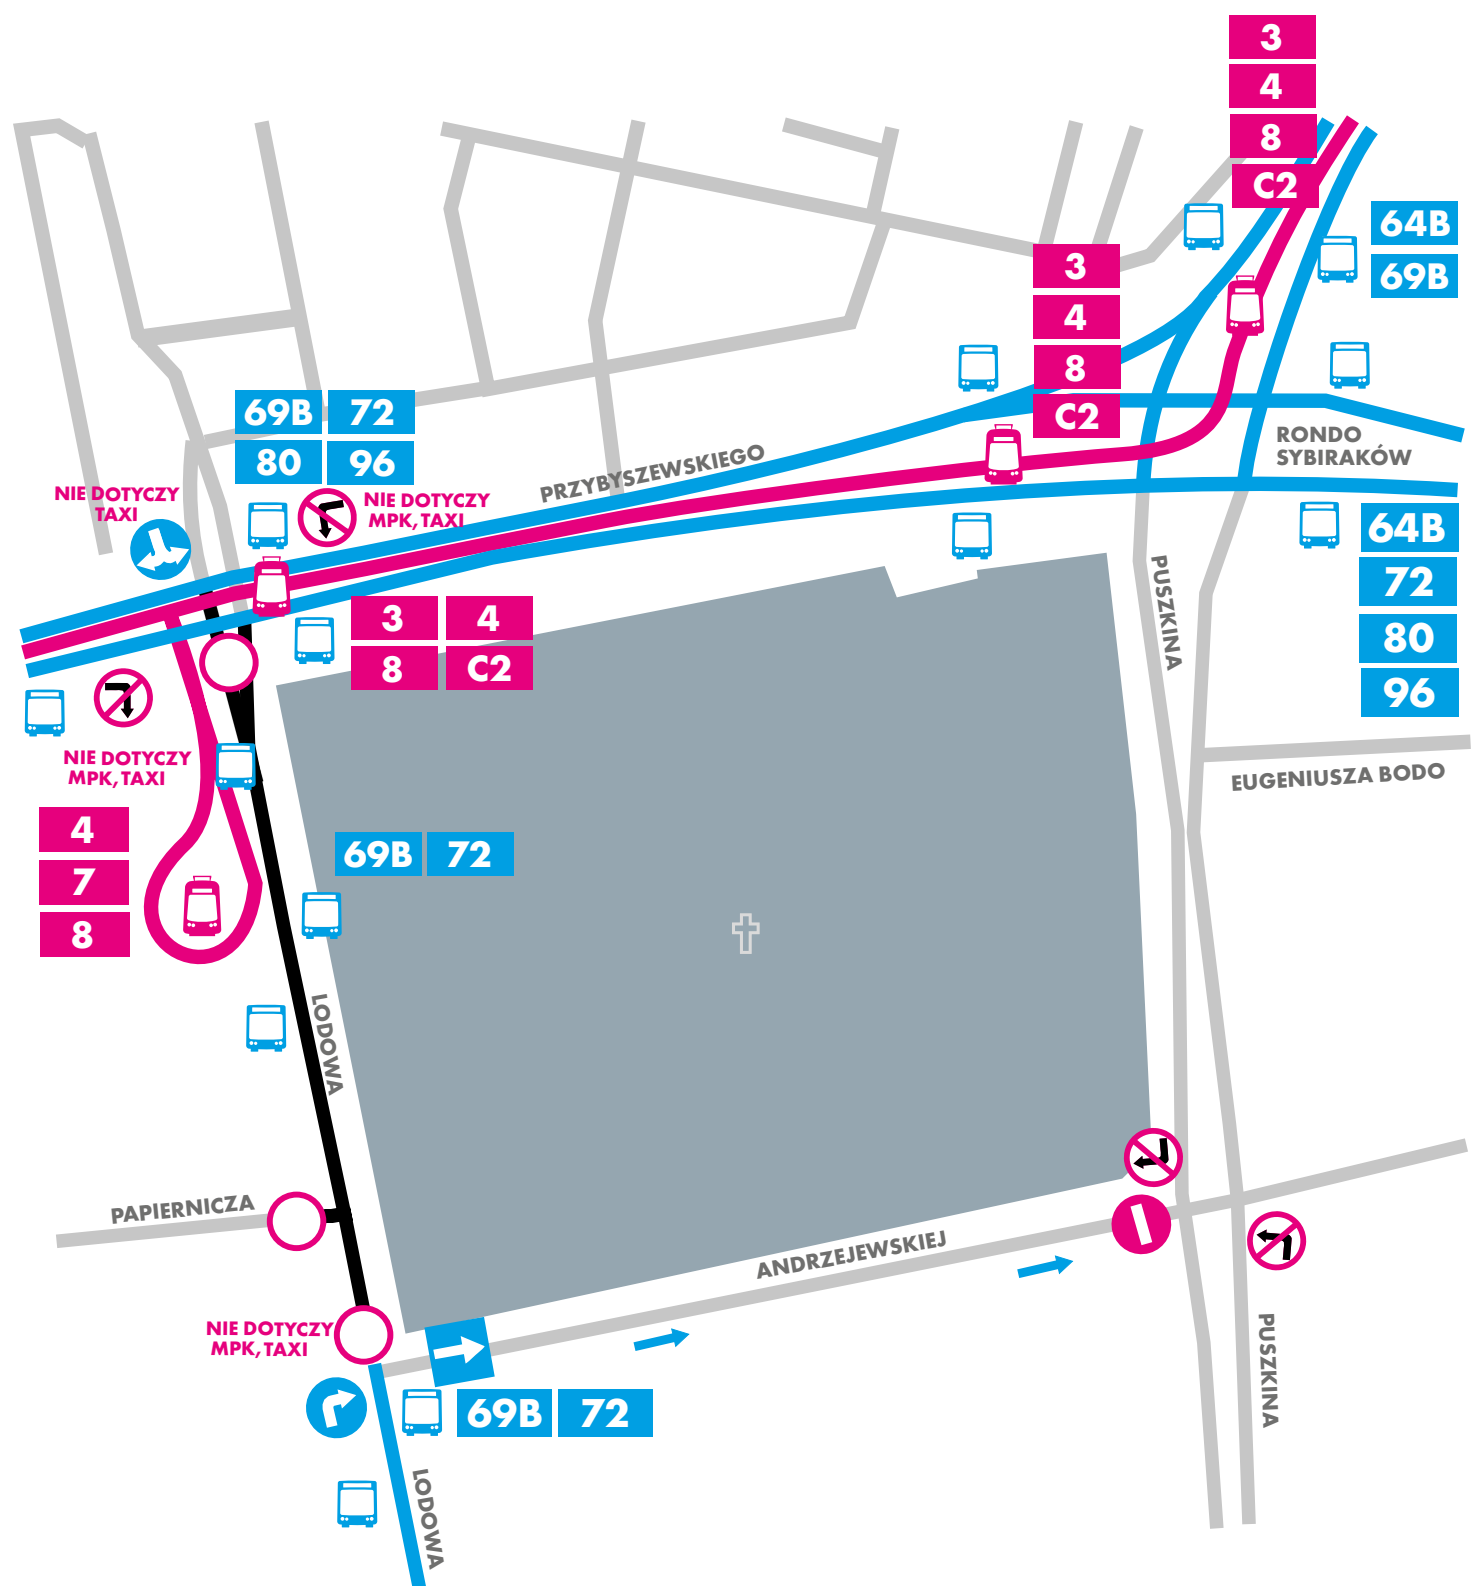 3
4
8
C2
64B
69B
3
4
8
C2
69B 72
80 96
RONDO
SYBIRAKÓW
PRZYBYSZEWSKIEGO
NIE DOTYCZY
TAXI
NIE DOTYCZY
MPK, TAXI
64B
72
80
96
3 4
8 C2
PUSZKINA
NIE DOTYCZY
MPK, TAXI
EUGENIUSZA BODO
4
7
8
69B 72
LODOWA
PAPIERNICZA
ANDRZEJEWSKIEJ
NIE DOTYCZY
MPK, TAXI
PUSZKINA
69B 72
LODOWA